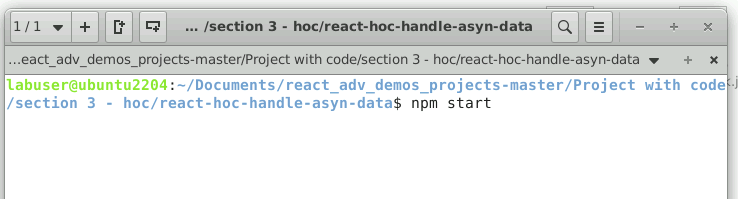 1 / 1
... /section 3 - hoc/react-hoc-handle-asyn-data
...eact_adv_demos_projects-master/Project with code/section 3 - hoc/react-hoc-handle-asyn-data
labuser@ubuntu2204:~/Documents/react_adv_demos_projects-master/Project with code
/section 3 - hoc/react-hoc-handle-asyn-data$ npm start